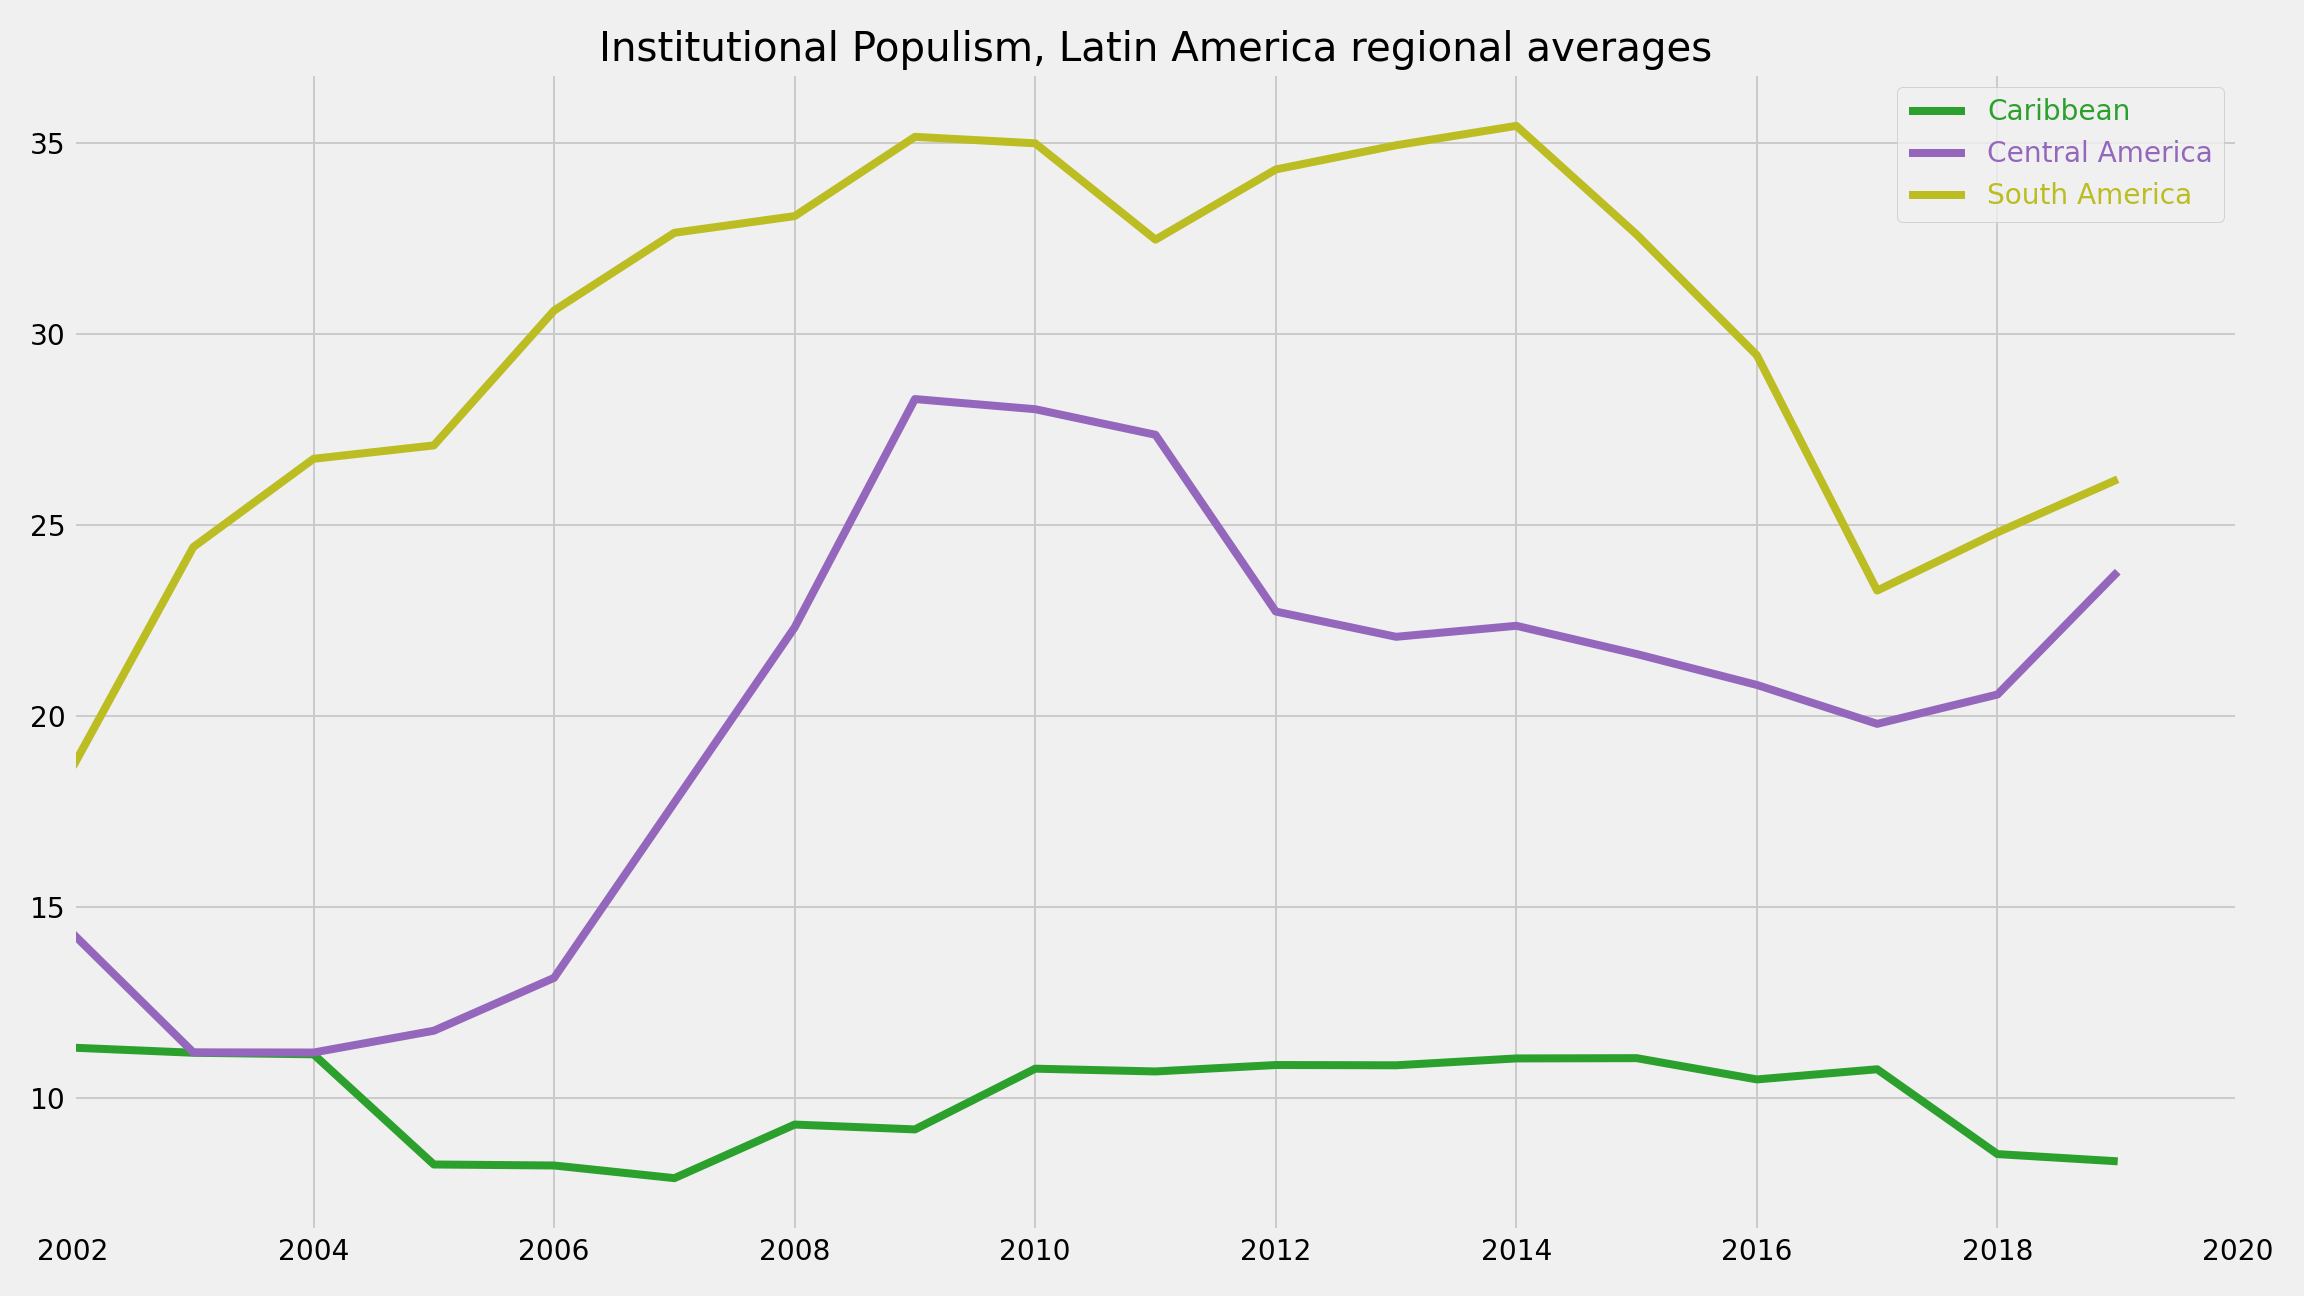 Institutional Populism, Latin America regional averages
Caribbean
Central America
South America
35
30
25
20
15
10
2002 2004 2006 2008 2010 2012 2014 2016 2018 2020